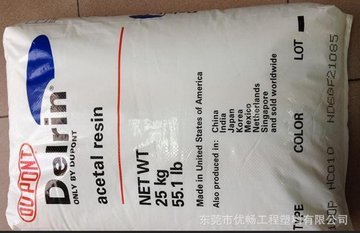 DUPONT
Delrin
ONLY BY DUPONT
acetal resin
NET WT
25 kg
55.1 lb
Made in United States of America
Also produced in:
China
India
Japan
Korea
Mexico
Netherlands
Singapore
and sold worldwide
TYPE
COLOR
NC010
LOT
东莞市优畅工程塑料有限公司